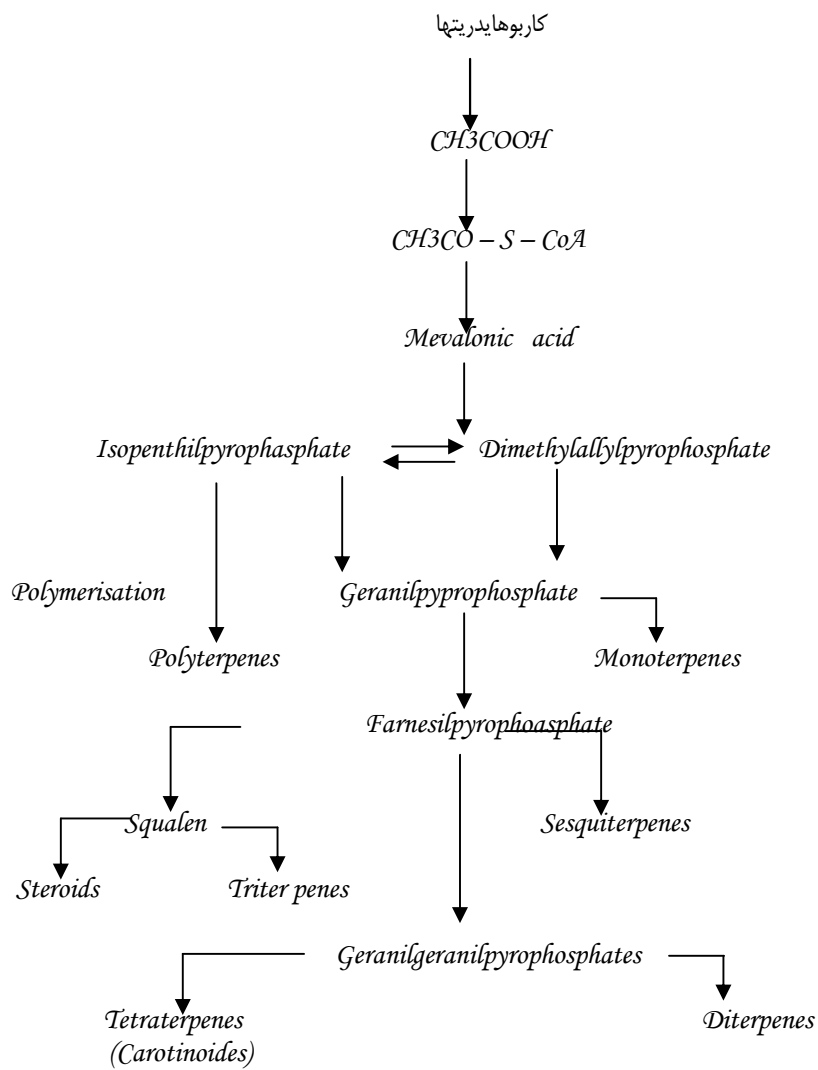 کاربوهایدریتها
CH3COOH
CH3CO – S – CoA
Mevalonic acid
Isopenthilpyrophasphate
Dimethylallylpyrophosphate
Polymerisation
Geranilpyprophosphate
Polyterpenes
Monoterpenes
Farnesilpyrophoasphate
Squalen
Sesquiterpenes
Steroids
Triter penes
Geranilgeranilpyrophosphates
Tetraterpenes
(Carotinoides)
Diterpenes